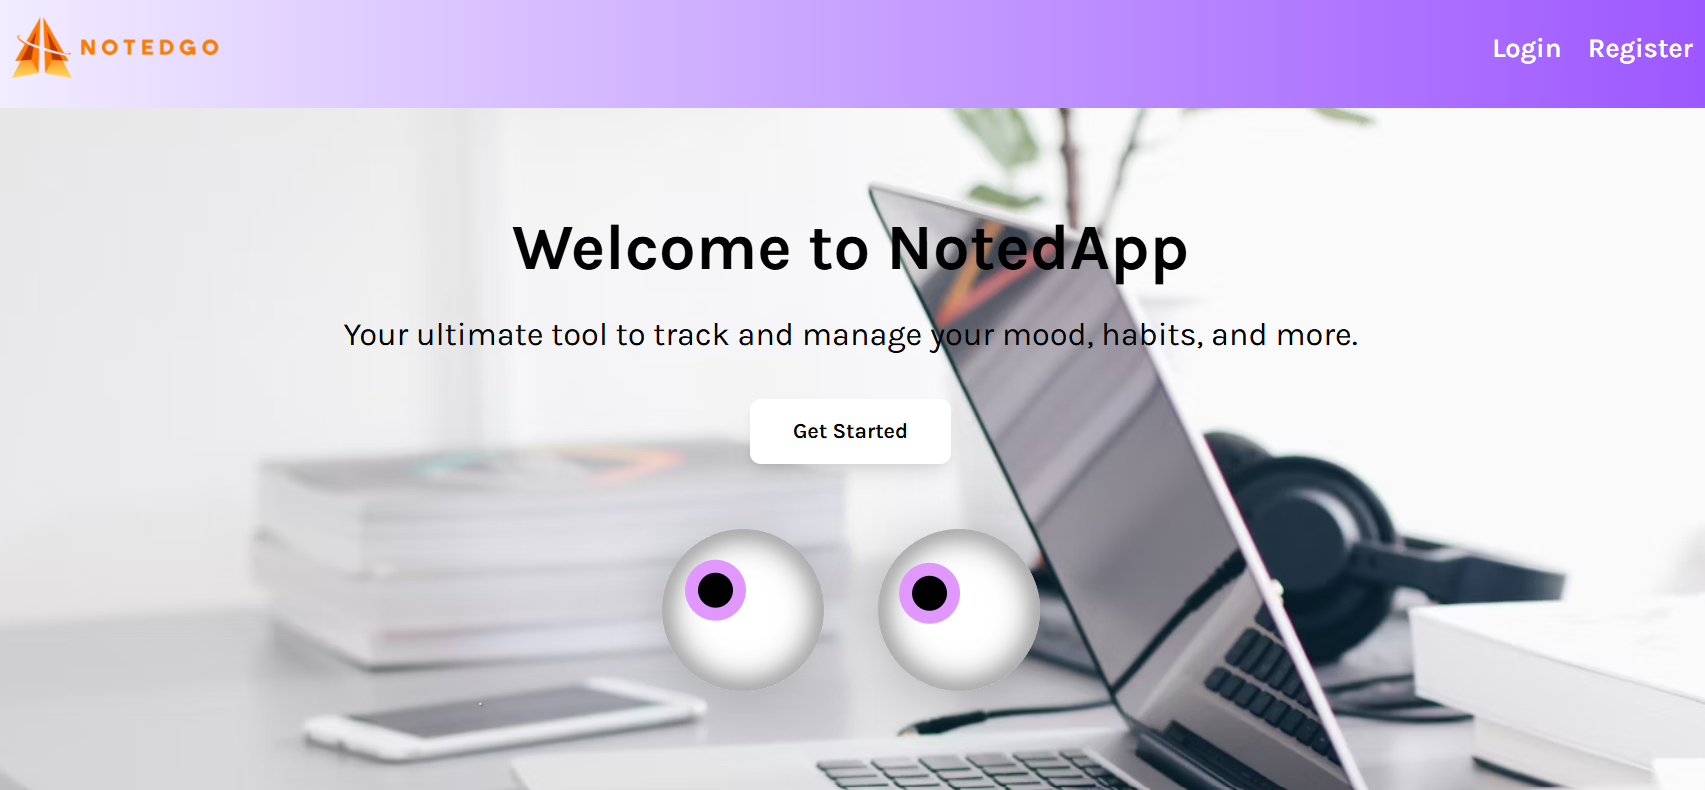 NOTEDGO
Login Register
Welcome to NotedApp
Your ultimate tool to track and manage your mood, habits, and more.
Get Started